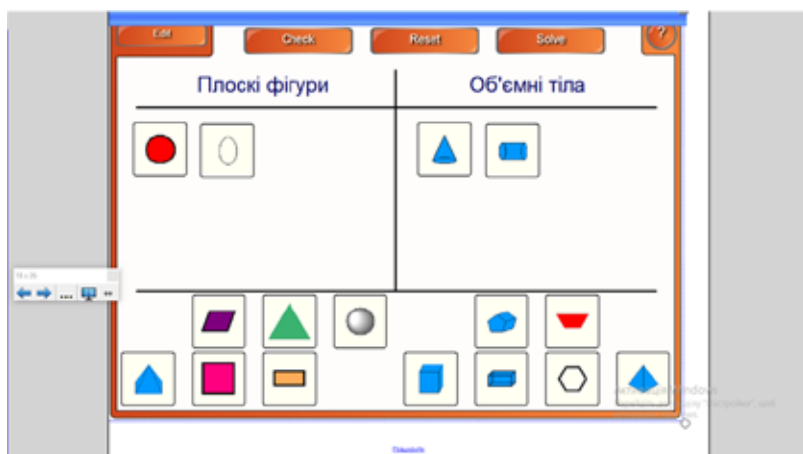 Edit
Check
Reset
Solve
?
Плоскі фігури
Об'ємні тіла
...